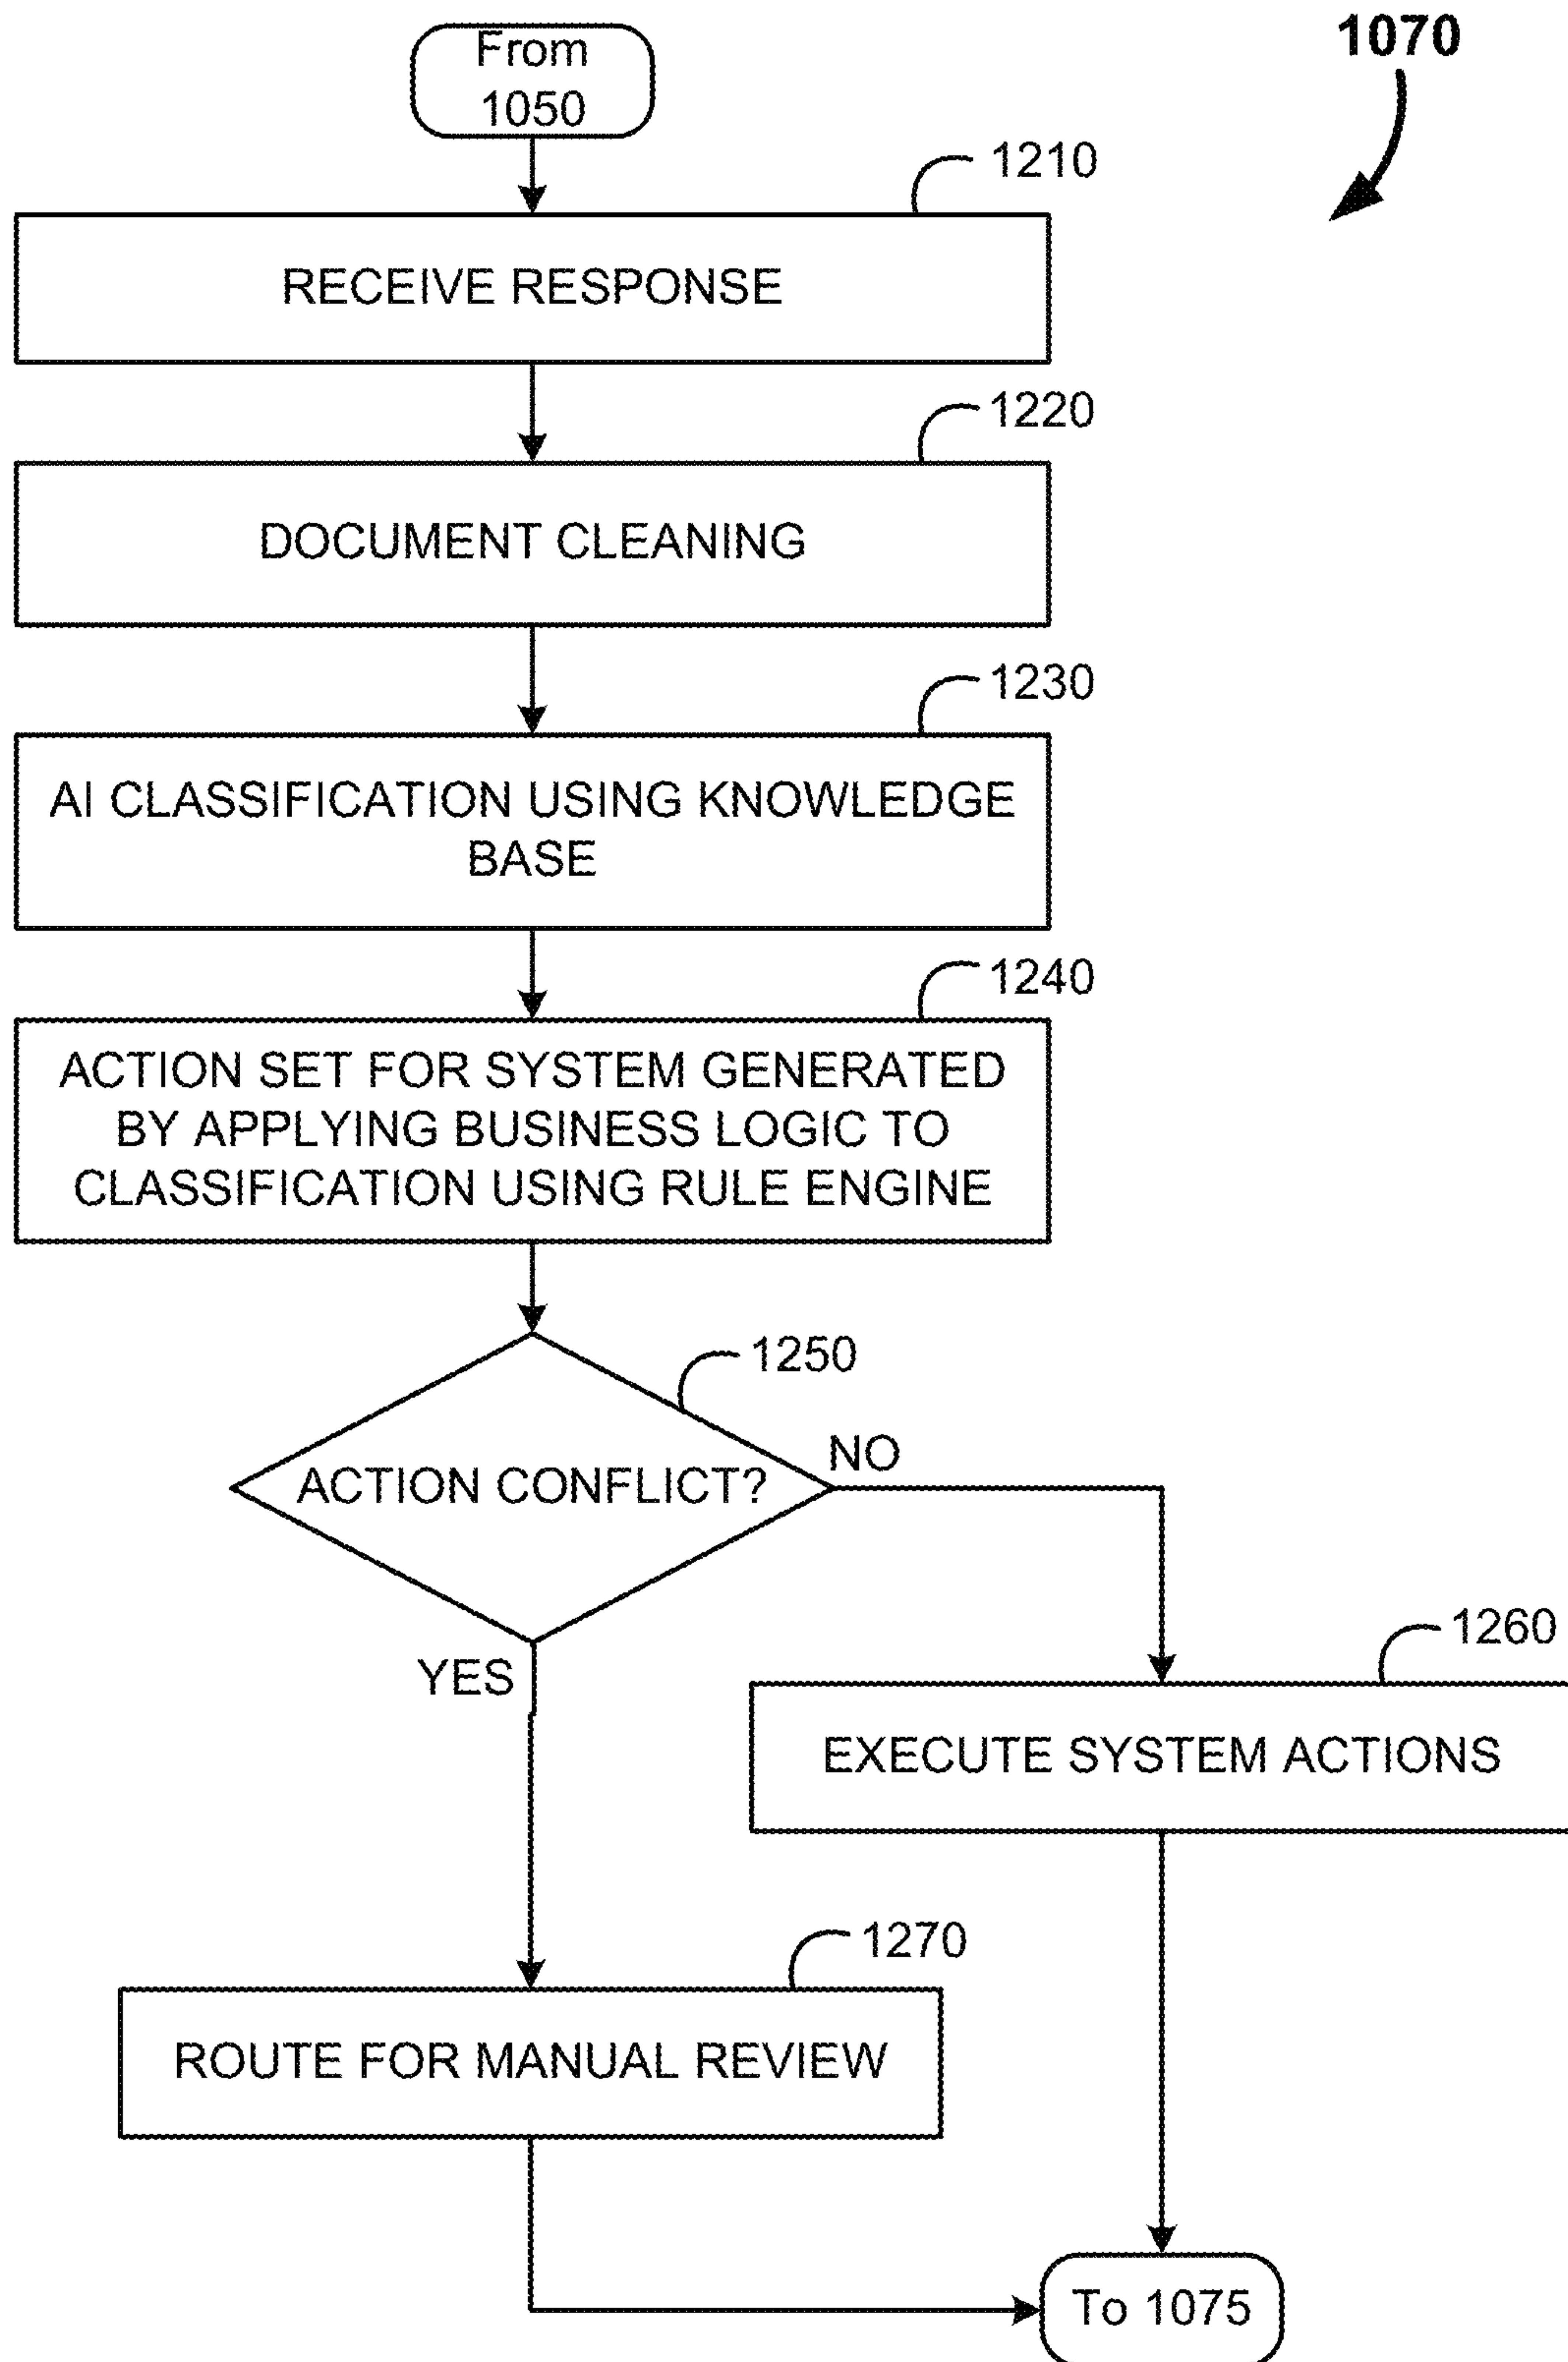 From
1050
1070
1210
RECEIVE RESPONSE
1220
DOCUMENT CLEANING
1230
AI CLASSIFICATION USING KNOWLEDGE
BASE
1240
ACTION SET FOR SYSTEM GENERATED
BY APPLYING BUSINESS LOGIC TO
CLASSIFICATION USING RULE ENGINE
1250
ACTION CONFLICT?
NO
YES
1260
EXECUTE SYSTEM ACTIONS
1270
ROUTE FOR MANUAL REVIEW
To 1075